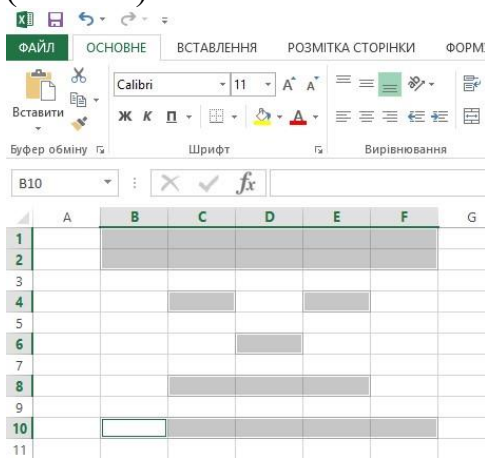 ФАЙЛ ОСНОВНЕ ВСТАВЛЕННЯ РОЗМІТКА СТОРІНКИ
Calibri 11 A A
Вставити Ж К П А
Буфер обміну Шрифт Вирівнювання
B10 fx
A B C D E F G
1
2
3
4
5
6
7
8
9
10
11